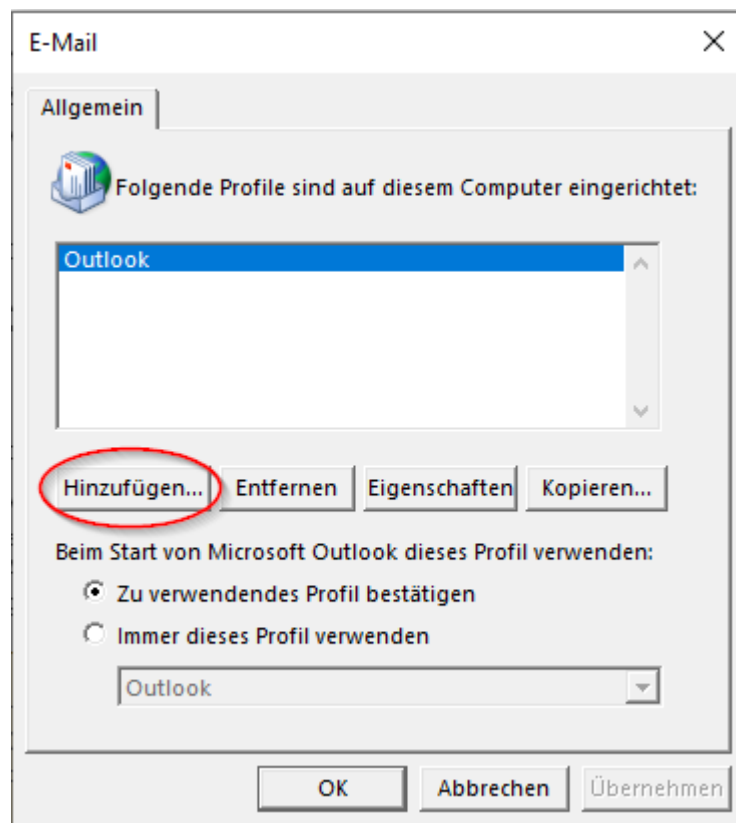 E-Mail
Allgemein
Folgende Profile sind auf diesem Computer eingerichtet:
Outlook
Hinzufügen... Entfernen Eigenschaften Kopieren...
Beim Start von Microsoft Outlook dieses Profil verwenden:
Zu verwendendes Profil bestätigen
Immer dieses Profil verwenden
Outlook
OK Abbrechen Übernehmen